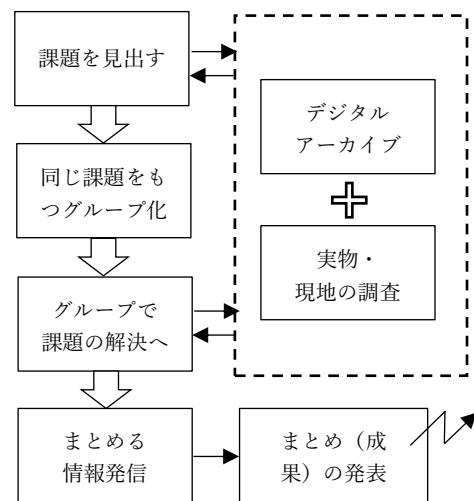 課題を見出す
デジタル
アーカイブ
同じ課題をも
つグループ化
実物・
現地の調査
グループで
課題の解決へ
まとめる
情報発信
まとめ（成
果）の発表